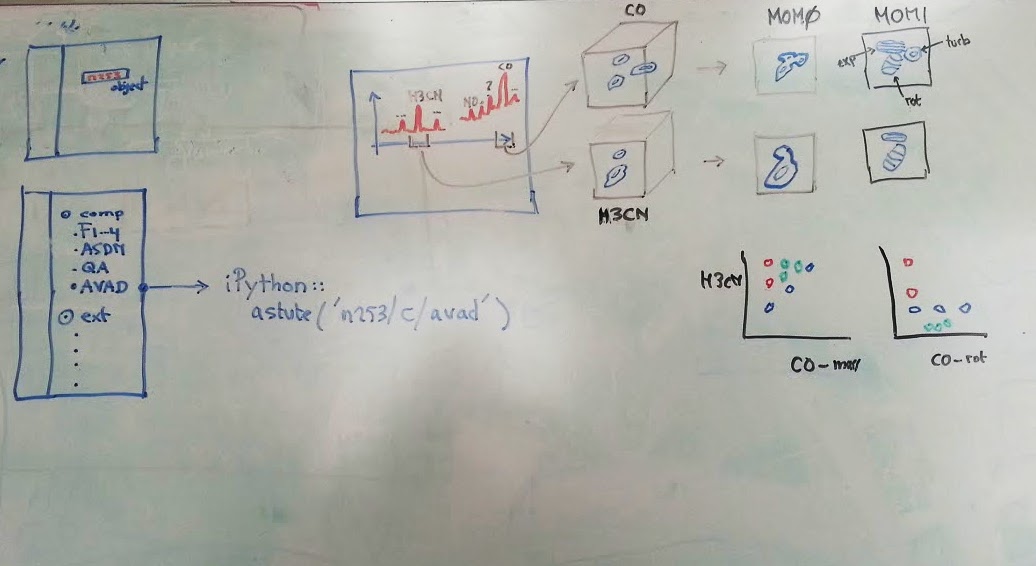 n253
object
comp
F1-4
ASDM
QA
AVAD
ext
iPython::
astute('n253/c/avad')
H3CN
NO
?
CO
CO
H3CN
MOMØ
MOM1
exp
turb
rot
H3CN
CO-mass
CO-rot